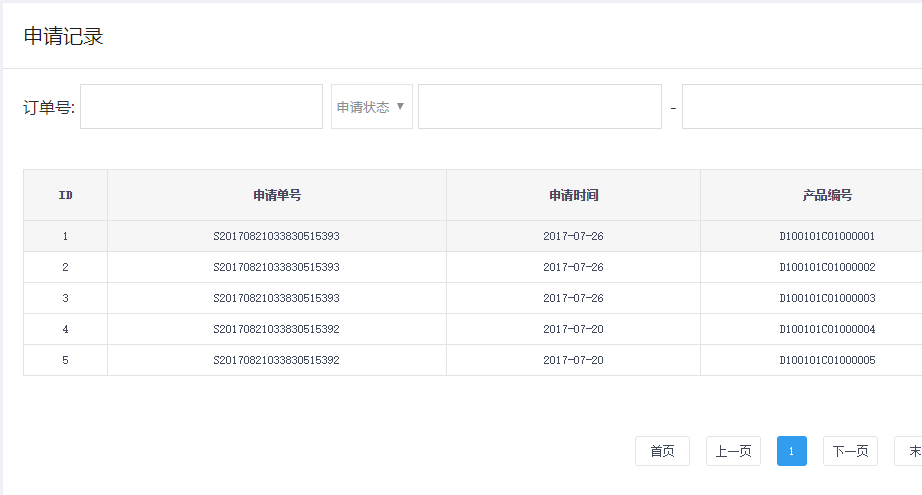 申请记录
订单号: 申请状态 ▼ -
ID 申请单号 申请时间 产品编号
1 S20170821033830515393 2017-07-26 D100101C01000001
2 S20170821033830515393 2017-07-26 D100101C01000002
3 S20170821033830515393 2017-07-26 D100101C01000003
4 S20170821033830515392 2017-07-20 D100101C01000004
5 S20170821033830515392 2017-07-20 D100101C01000005
首页 上一页 1 下一页 末